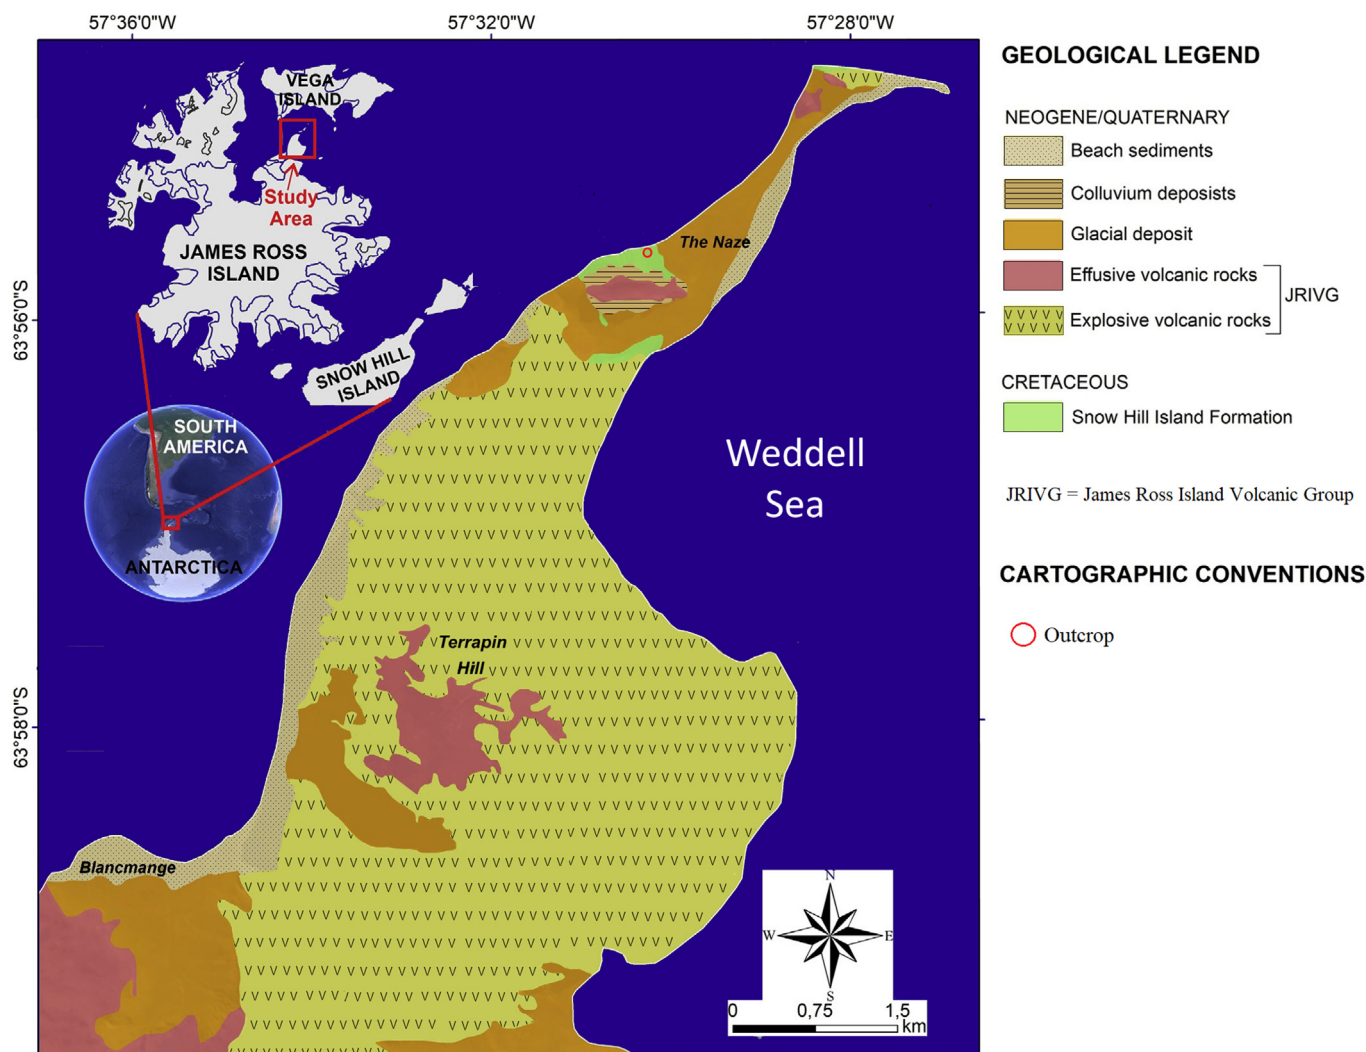 57°36'0"W
57°32'0"W
57°28'0"W
63°56'0"S
63°58'0"S
VEGA
ISLAND
Study
Area
JAMES ROSS
ISLAND
SNOW HILL
ISLAND
SOUTH
AMERICA
ANTARCTICA
The Naze
Weddell
Sea
Terrapin
Hill
Blancmange
N
W
E
S
0
0,75
1,5
km
GEOLOGICAL LEGEND
NEOGENE/QUATERNARY
Beach sediments
Colluvium deposists
Glacial deposit
Effusive volcanic rocks
JRIVG
Explosive volcanic rocks
CRETACEOUS
Snow Hill Island Formation
JRIVG = James Ross Island Volcanic Group
CARTOGRAPHIC CONVENTIONS
Outcrop